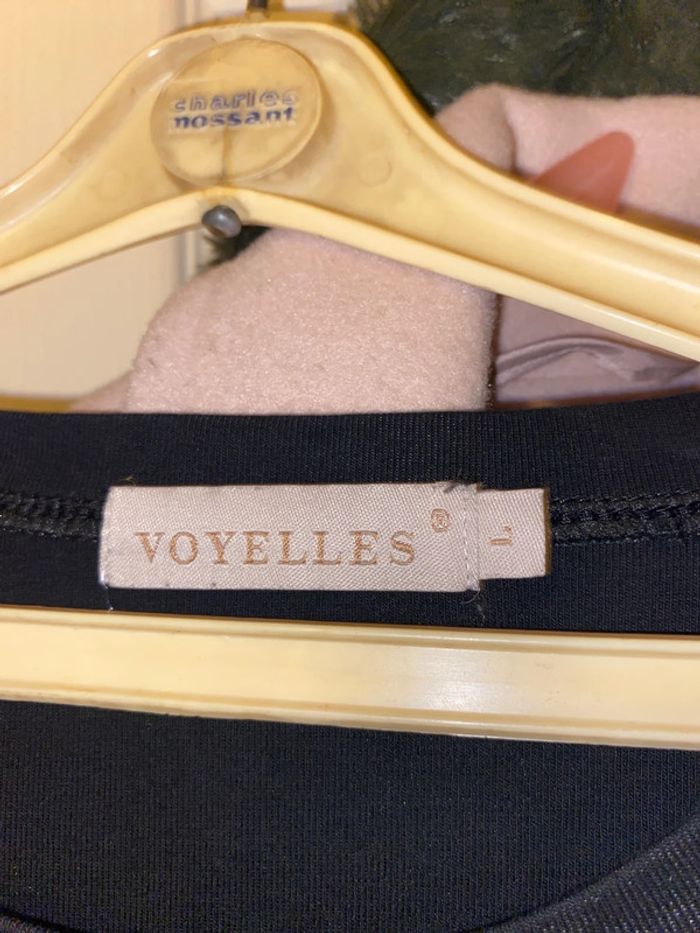 charles
nossant
VOYELLES ®
L